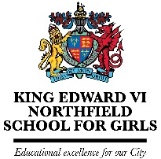 KING EDWARD VI
NORTHFIELD
SCHOOL FOR GIRLS
Educational excellence for our City